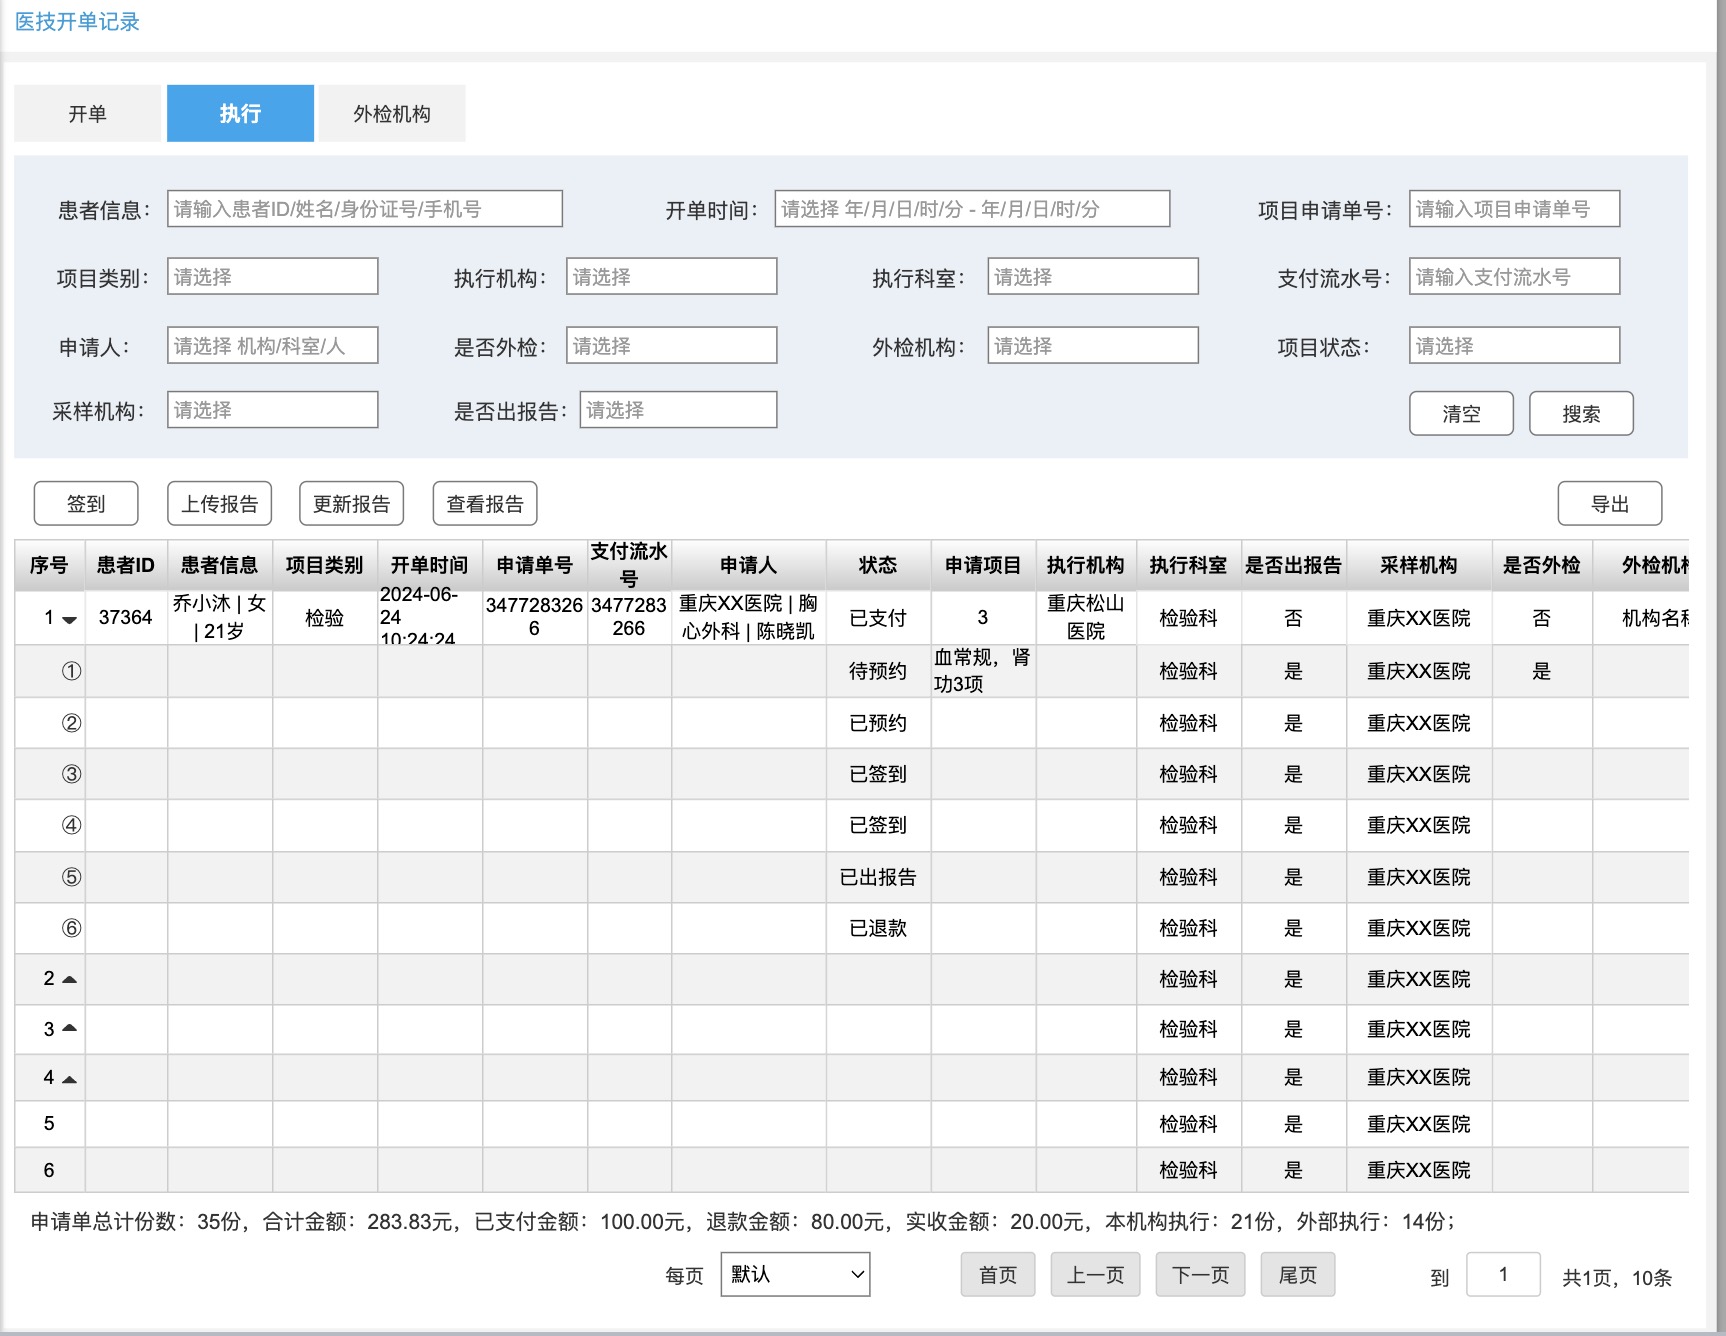 医技开单记录
开单 执行 外检机构
患者信息： 请输入患者ID/姓名/身份证号/手机号 开单时间： 请选择 年/月/日/时/分 - 年/月/日/时/分 项目申请单号： 请输入项目申请单号
项目类别： 请选择 执行机构： 请选择 执行科室： 请选择 支付流水号： 请输入支付流水号
申请人： 请选择 机构/科室/人 是否外检： 请选择 外检机构： 请选择 项目状态： 请选择
采样机构： 请选择 是否出报告： 请选择 清空 搜索
签到 上传报告 更新报告 查看报告 导出
序号 患者ID 患者信息 项目类别 开单时间 申请单号 支付流水号 申请人 状态 申请项目 执行机构 执行科室 是否出报告 采样机构 是否外检 外检机构
1 37364 乔小沐 | 女 | 21岁 检验 2024-06-24 10:24:24 3477283266 3477283266 重庆XX医院 | 胸心外科 | 陈晓凯 已支付 3 重庆松山医院 检验科 否 重庆XX医院 否 机构名称
① 待预约 血常规，肾功3项 检验科 是 重庆XX医院 是
② 已预约 检验科 是 重庆XX医院
③ 已签到 检验科 是 重庆XX医院
④ 已签到 检验科 是 重庆XX医院
⑤ 已出报告 检验科 是 重庆XX医院
⑥ 已退款 检验科 是 重庆XX医院
2 检验科 是 重庆XX医院
3 检验科 是 重庆XX医院
4 检验科 是 重庆XX医院
5 检验科 是 重庆XX医院
6 检验科 是 重庆XX医院
申请单总计份数：35份，合计金额：283.83元，已支付金额：100.00元，退款金额：80.00元，实收金额：20.00元，本机构执行：21份，外部执行：14份；
每页 默认 首页 上一页 下一页 尾页 到 1 共1页，10条